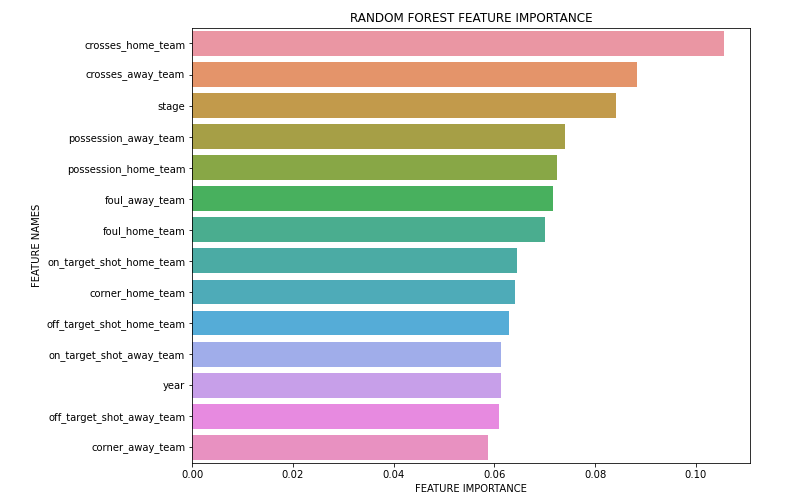 RANDOM FOREST FEATURE IMPORTANCE
crosses_home_team
crosses_away_team
stage
possession_away_team
possession_home_team
foul_away_team
foul_home_team
on_target_shot_home_team
corner_home_team
off_target_shot_home_team
on_target_shot_away_team
year
off_target_shot_away_team
corner_away_team
FEATURE NAMES
0.00 0.02 0.04 0.06 0.08 0.10
FEATURE IMPORTANCE